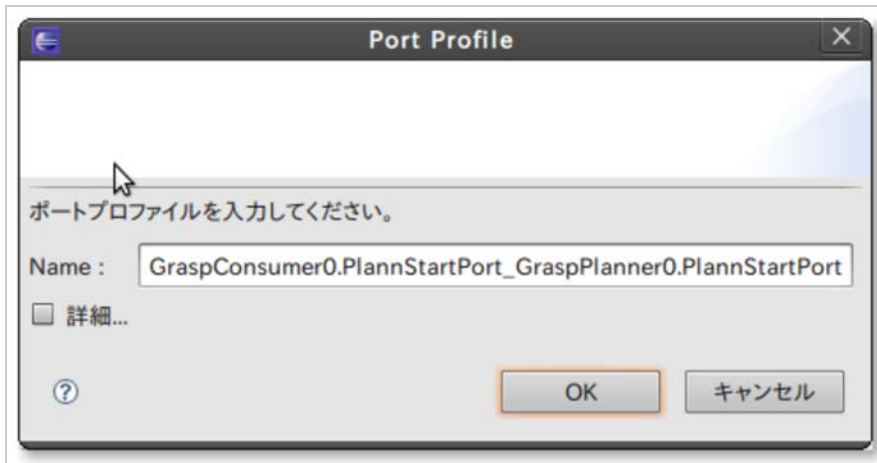 Port Profile
ポートプロファイルを入力してください。
Name : GraspConsumer0.PlannStartPort_GraspPlanner0.PlannStartPort
詳細...
? OK キャンセル